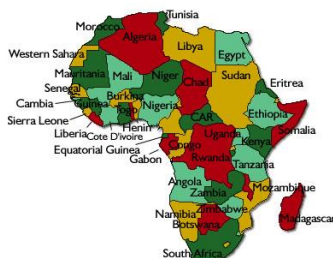 Tunisia
Morocco
Algeria
Libya
Egypt
Western Sahara
Mauritania
Mali
Niger
Chad
Sudan
Eritrea
Senegal
Cambia
Guinea
Burkina
Togo
Nigeria
CAR
Ethiopia
Sierra Leone
Liberia
Cote D'ivoire
Henin
Equatorial Guinea
Gabon
Congo
Uganda
Kenya
Somalia
Rwanda
Tanzania
Angola
Zambia
Mozambique
Namibia
Zimbabwe
Botswana
Madagascar
South Africa